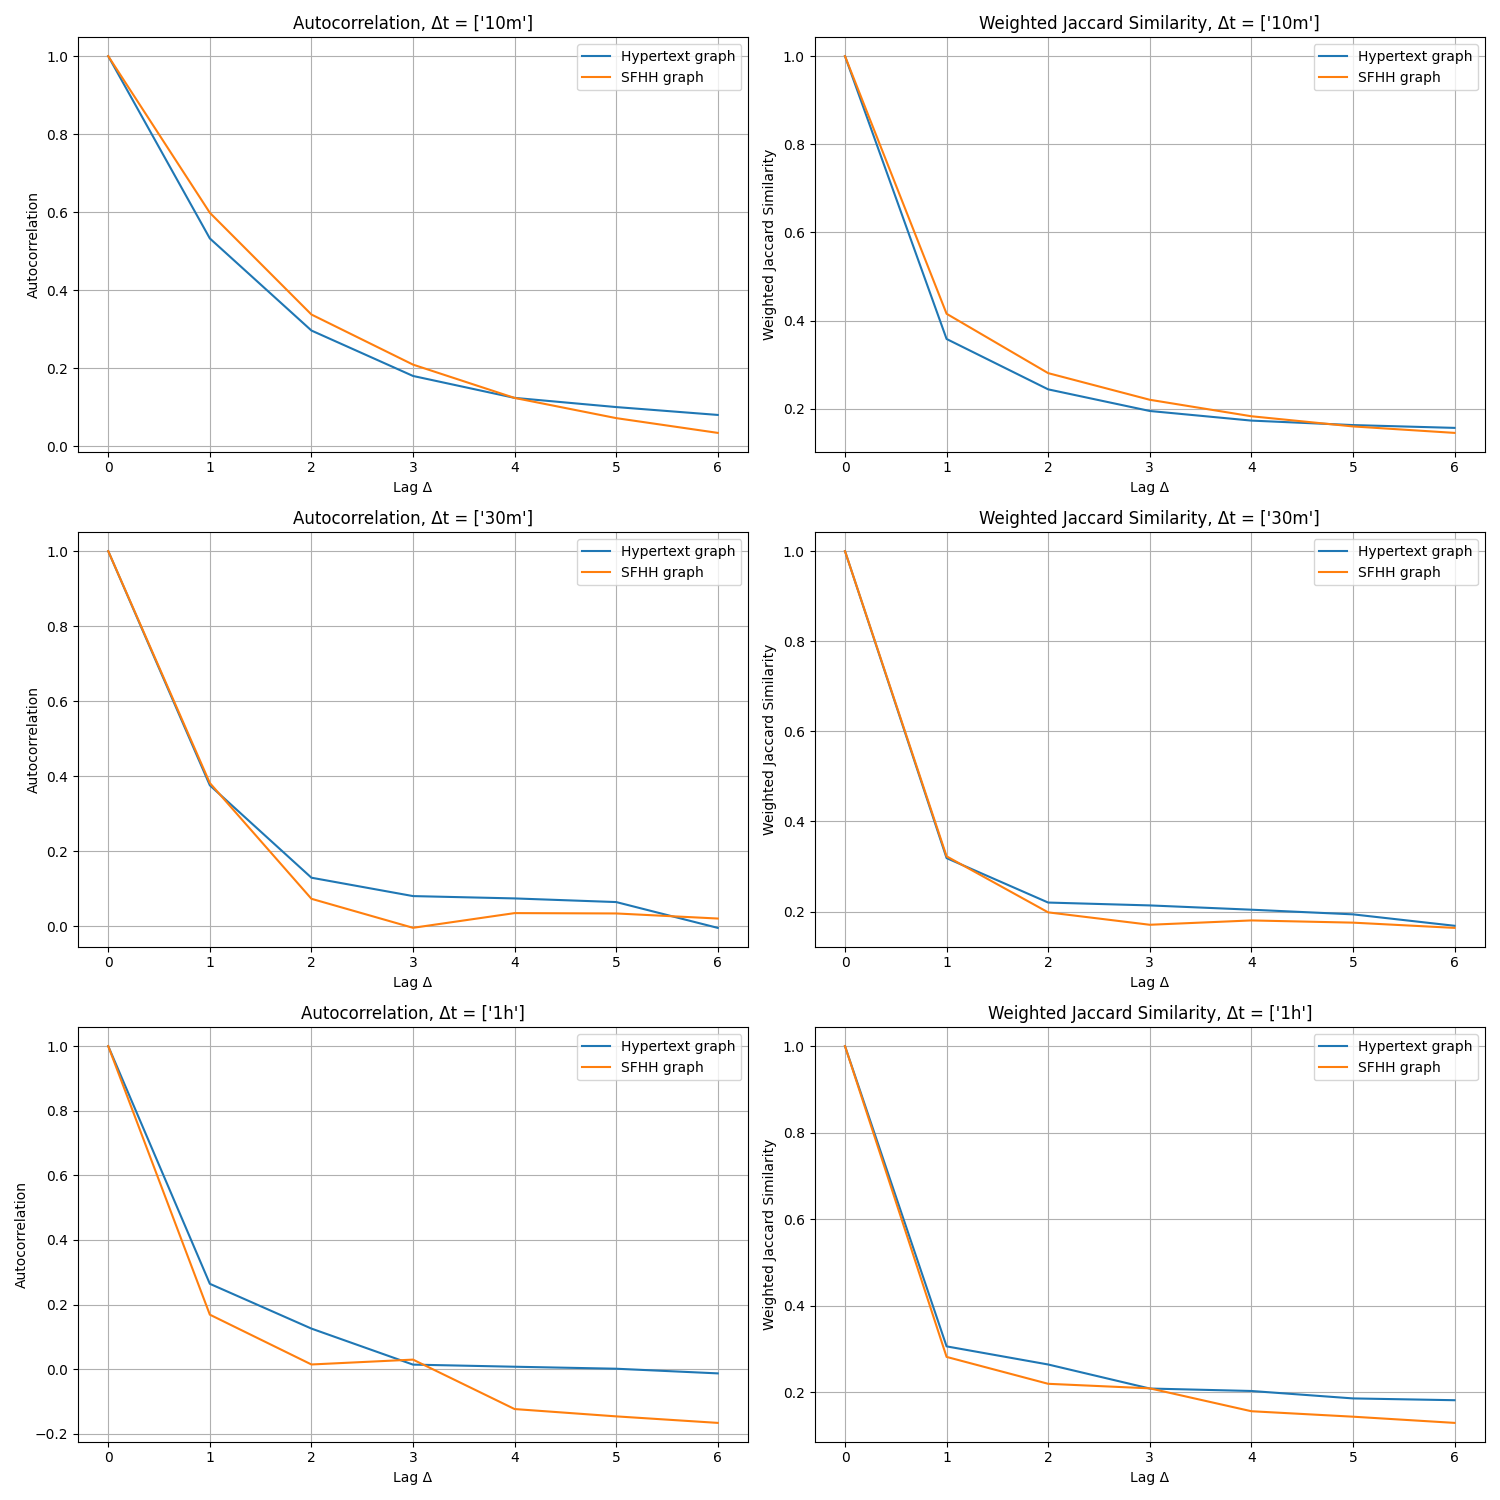 Autocorrelation, Δt = ['10m']
Autocorrelation
1.0
0.8
0.6
0.4
0.2
0.0
Hypertext graph
SFHH graph
0 1 2 3 4 5 6
Lag Δ
Weighted Jaccard Similarity, Δt = ['10m']
Weighted Jaccard Similarity
1.0
0.8
0.6
0.4
0.2
Hypertext graph
SFHH graph
0 1 2 3 4 5 6
Lag Δ
Autocorrelation, Δt = ['30m']
Autocorrelation
1.0
0.8
0.6
0.4
0.2
0.0
Hypertext graph
SFHH graph
0 1 2 3 4 5 6
Lag Δ
Weighted Jaccard Similarity, Δt = ['30m']
Weighted Jaccard Similarity
1.0
0.8
0.6
0.4
0.2
Hypertext graph
SFHH graph
0 1 2 3 4 5 6
Lag Δ
Autocorrelation, Δt = ['1h']
Autocorrelation
1.0
0.8
0.6
0.4
0.2
0.0
−0.2
Hypertext graph
SFHH graph
0 1 2 3 4 5 6
Lag Δ
Weighted Jaccard Similarity, Δt = ['1h']
Weighted Jaccard Similarity
1.0
0.8
0.6
0.4
0.2
Hypertext graph
SFHH graph
0 1 2 3 4 5 6
Lag Δ